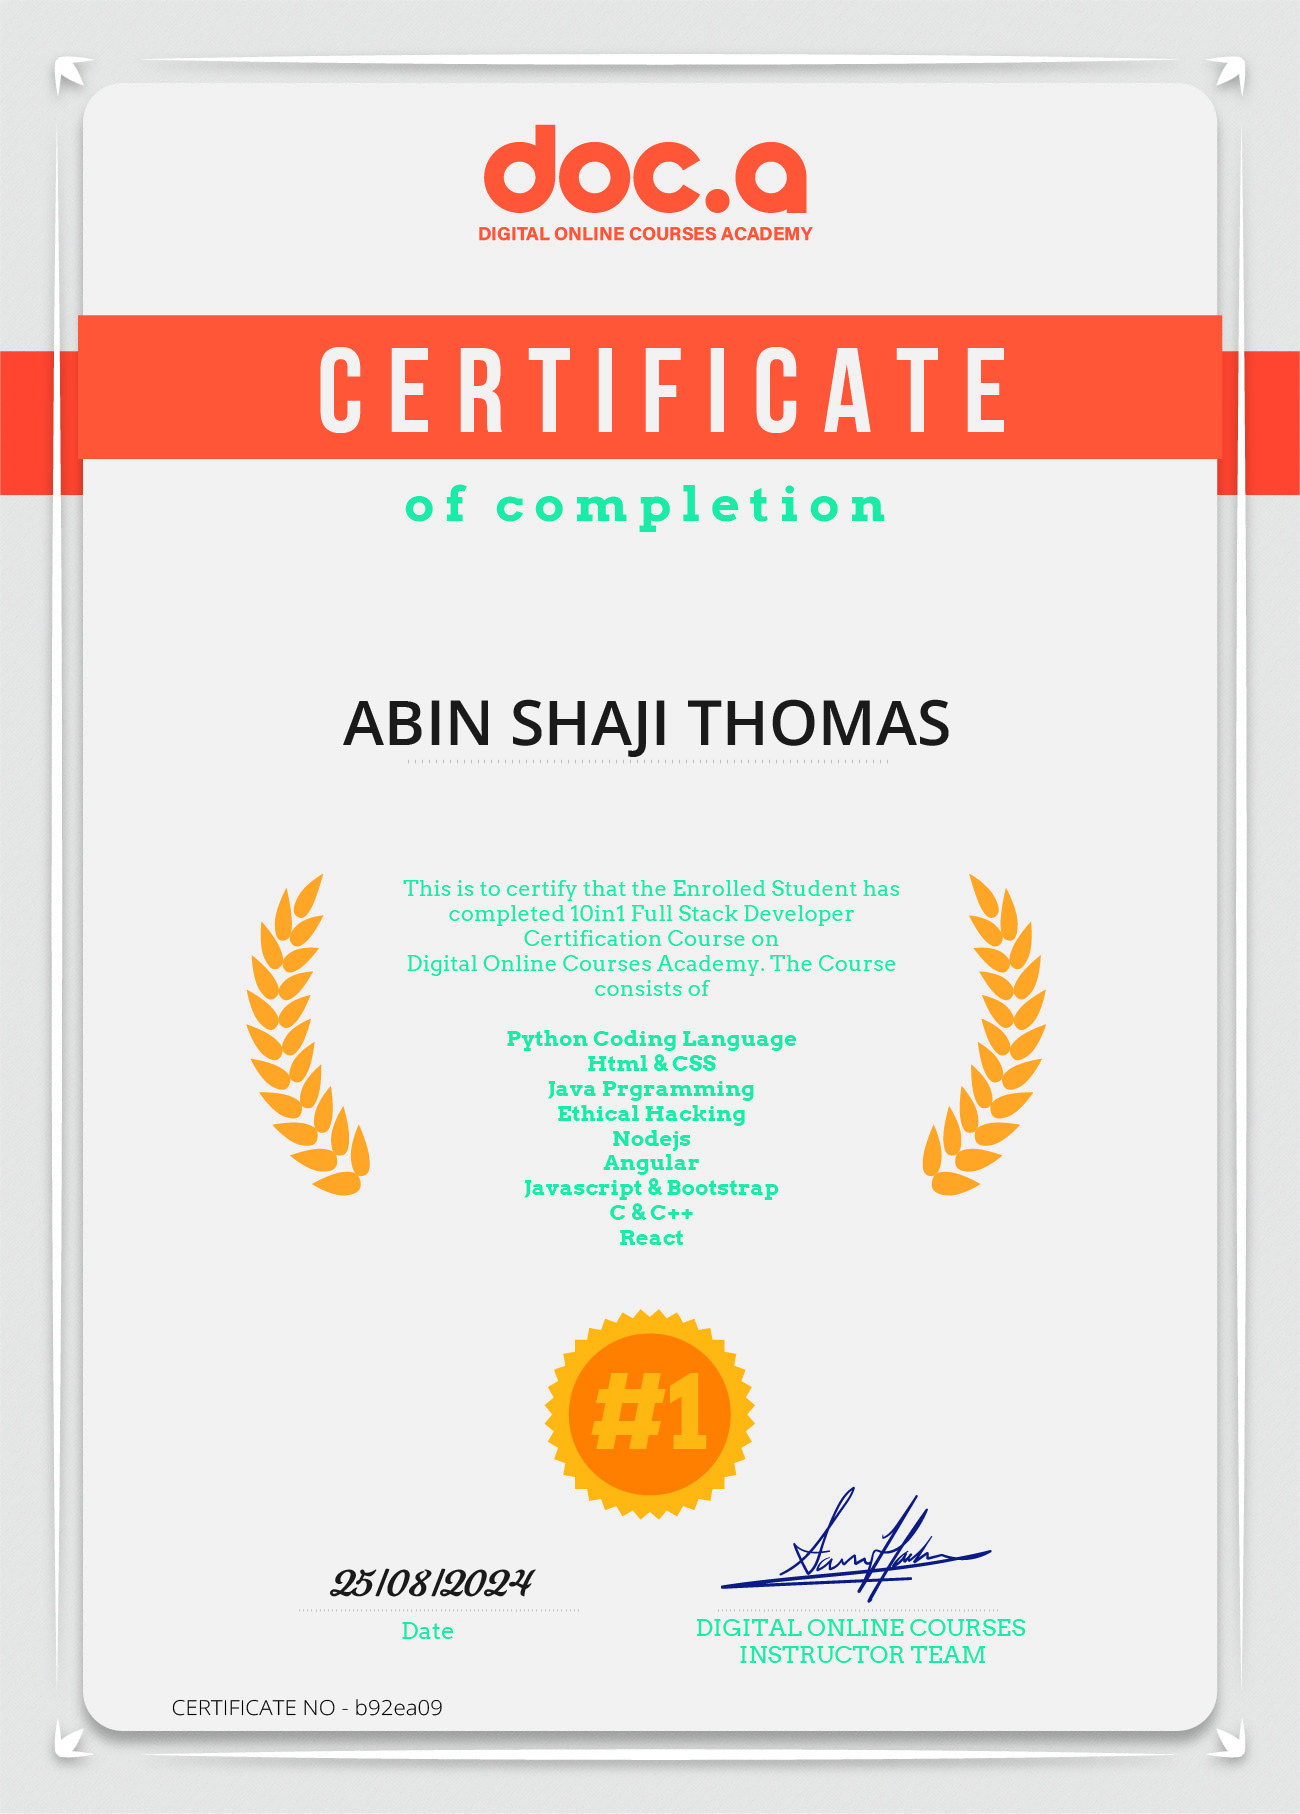 doc.a
DIGITAL ONLINE COURSES ACADEMY
CERTIFICATE
of completion
ABIN SHAJI THOMAS
This is to certify that the Enrolled Student has
completed 10in1 Full Stack Developer
Certification Course on
Digital Online Courses Academy. The Course
consists of
Python Coding Language
Html & CSS
Java Prgramming
Ethical Hacking
Nodejs
Angular
Javascript & Bootstrap
C & C++
React
#1
25/08/2024
Date
DIGITAL ONLINE COURSES
INSTRUCTOR TEAM
CERTIFICATE NO - b92ea09